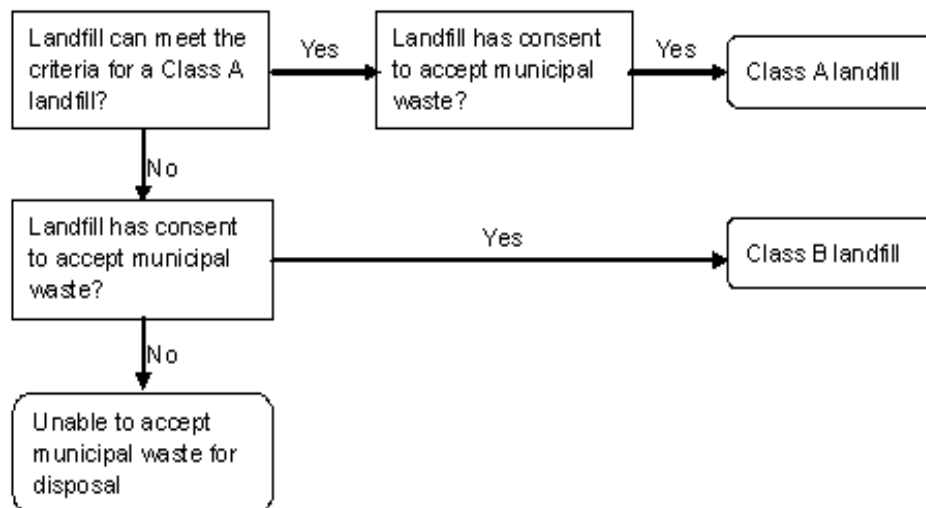 Landfill can meet the
criteria for a Class A
landfill?
Yes
Landfill has consent
to accept municipal
waste?
Yes
Class A landfill
No
Landfill has consent
to accept municipal
waste?
Yes
Class B landfill
No
Unable to accept
municipal waste for
disposal